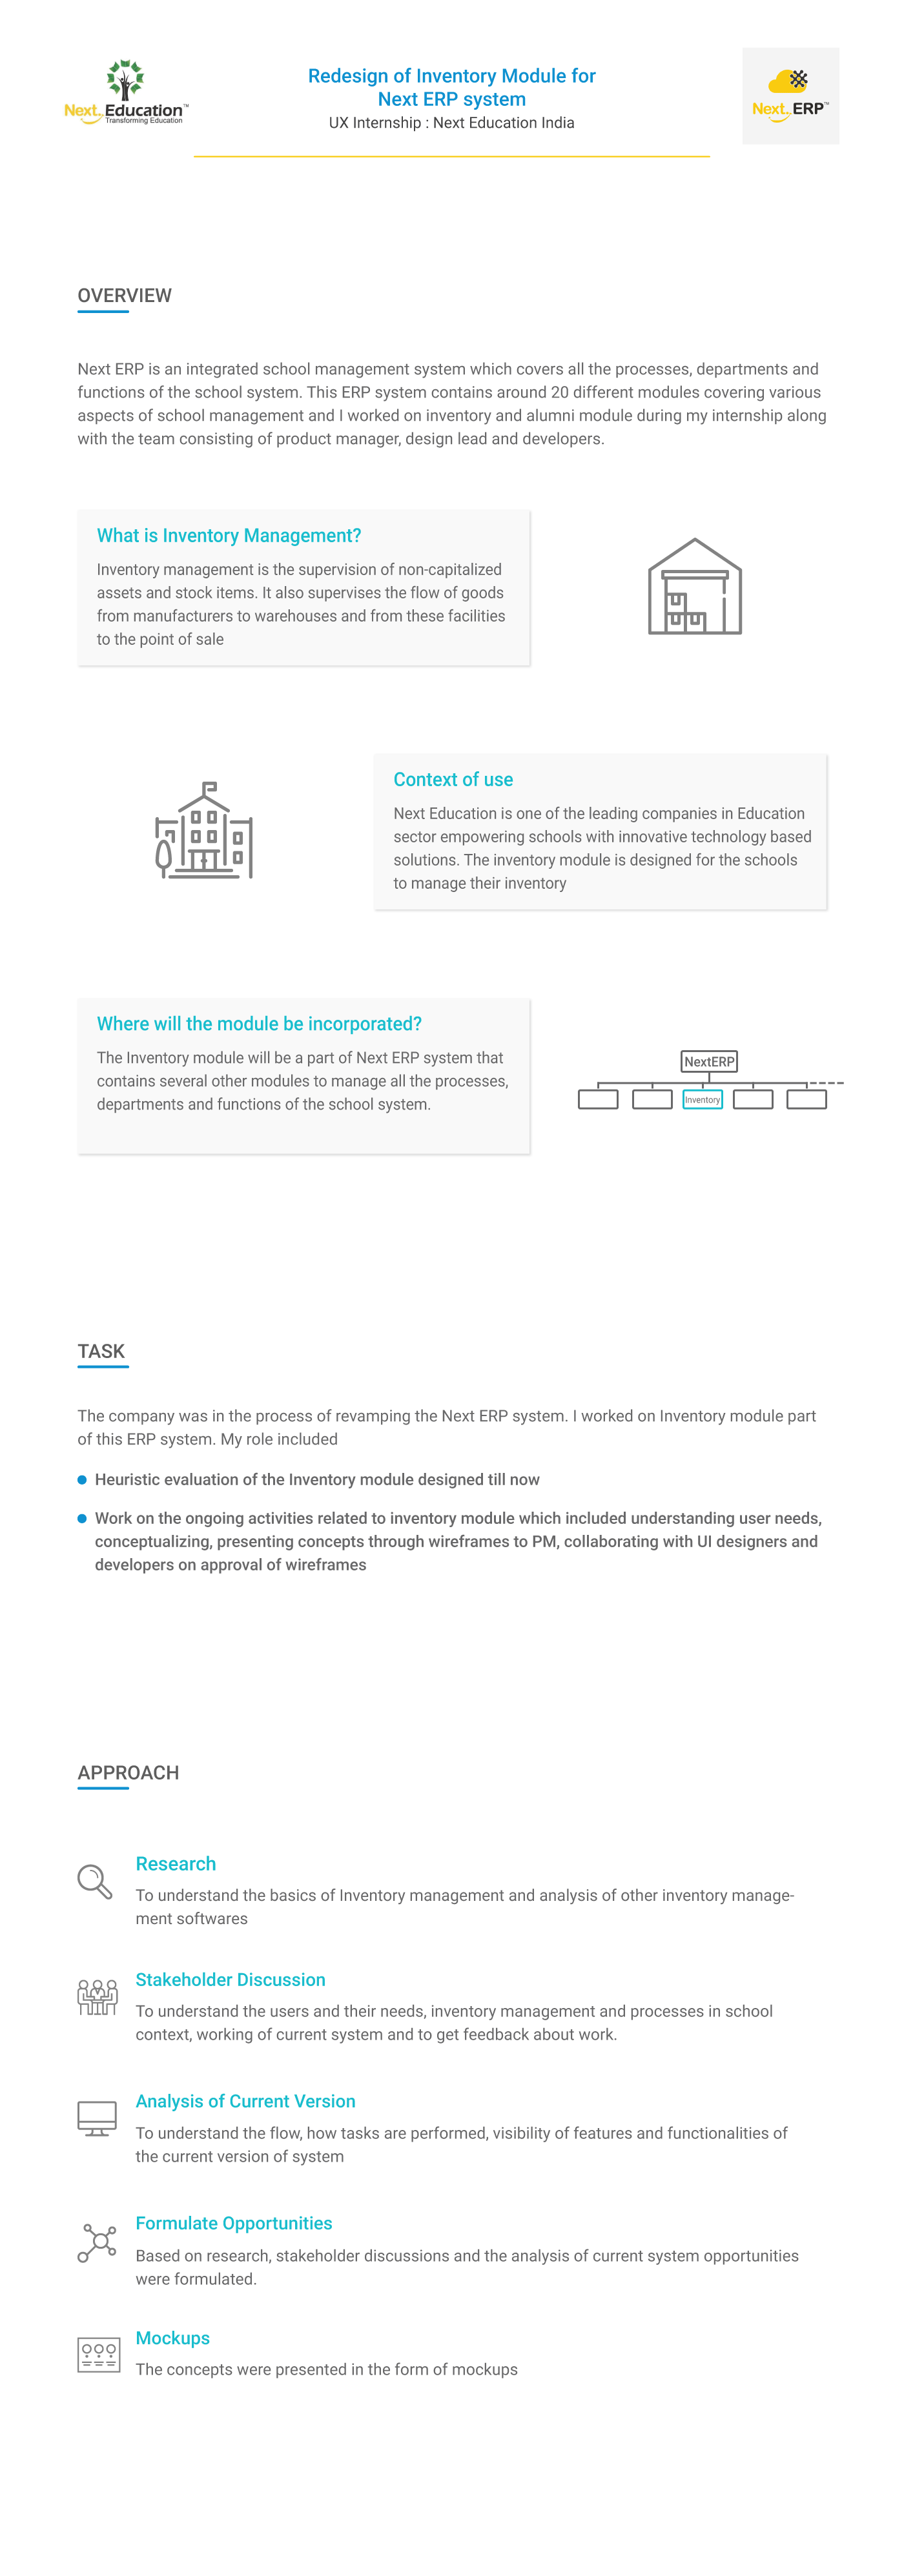 Next Education™
Transforming Education
Redesign of Inventory Module for
Next ERP system
UX Internship : Next Education India
Next ERP™
OVERVIEW
Next ERP is an integrated school management system which covers all the processes, departments and
functions of the school system. This ERP system contains around 20 different modules covering various
aspects of school management and I worked on inventory and alumni module during my internship along
with the team consisting of product manager, design lead and developers.
What is Inventory Management?
Inventory management is the supervision of non-capitalized
assets and stock items. It also supervises the flow of goods
from manufacturers to warehouses and from these facilities
to the point of sale
Context of use
Next Education is one of the leading companies in Education
sector empowering schools with innovative technology based
solutions. The inventory module is designed for the schools
to manage their inventory
Where will the module be incorporated?
The Inventory module will be a part of Next ERP system that
contains several other modules to manage all the processes,
departments and functions of the school system.
NextERP
Inventory
TASK
The company was in the process of revamping the Next ERP system. I worked on Inventory module part
of this ERP system. My role included
Heuristic evaluation of the Inventory module designed till now
Work on the ongoing activities related to inventory module which included understanding user needs,
conceptualizing, presenting concepts through wireframes to PM, collaborating with UI designers and
developers on approval of wireframes
APPROACH
Research
To understand the basics of Inventory management and analysis of other inventory manage-
ment softwares
Stakeholder Discussion
To understand the users and their needs, inventory management and processes in school
context, working of current system and to get feedback about work.
Analysis of Current Version
To understand the flow, how tasks are performed, visibility of features and functionalities of
the current version of system
Formulate Opportunities
Based on research, stakeholder discussions and the analysis of current system opportunities
were formulated.
Mockups
The concepts were presented in the form of mockups